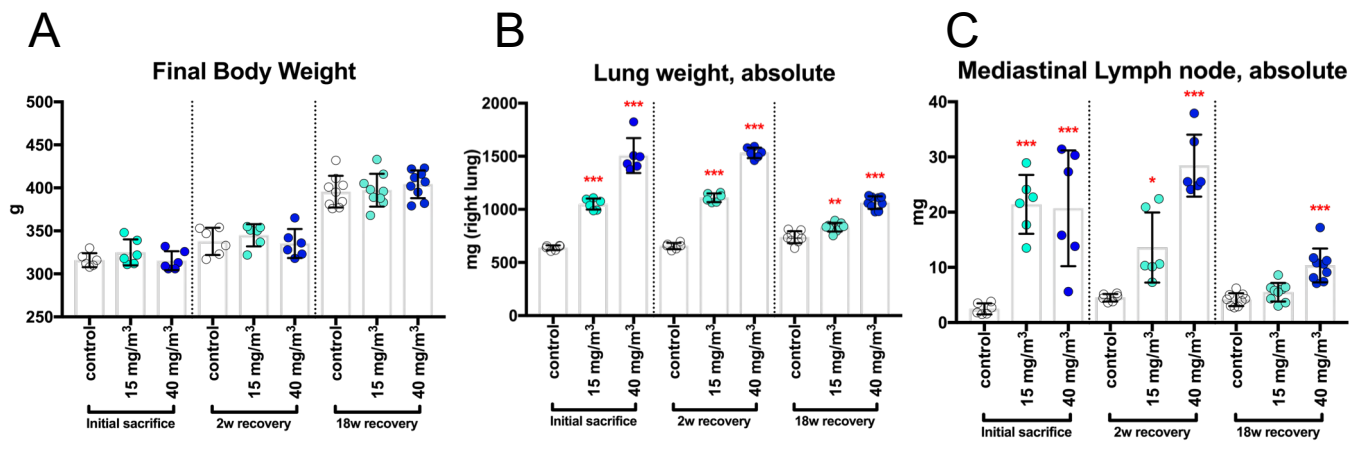 A
Final Body Weight
g
500
450
400
350
300
250
control
15 mg/m³
40 mg/m³
control
15 mg/m³
40 mg/m³
control
15 mg/m³
40 mg/m³
Initial sacrifice
2w recovery
18w recovery
B
Lung weight, absolute
mg (right lung)
2000
1500
1000
500
0
***
***
***
***
**
***
control
15 mg/m³
40 mg/m³
control
15 mg/m³
40 mg/m³
control
15 mg/m³
40 mg/m³
Initial sacrifice
2w recovery
18w recovery
C
Mediastinal Lymph node, absolute
mg
40
30
20
10
0
***
***
*
***
***
control
15 mg/m³
40 mg/m³
control
15 mg/m³
40 mg/m³
control
15 mg/m³
40 mg/m³
Initial sacrifice
2w recovery
18w recovery